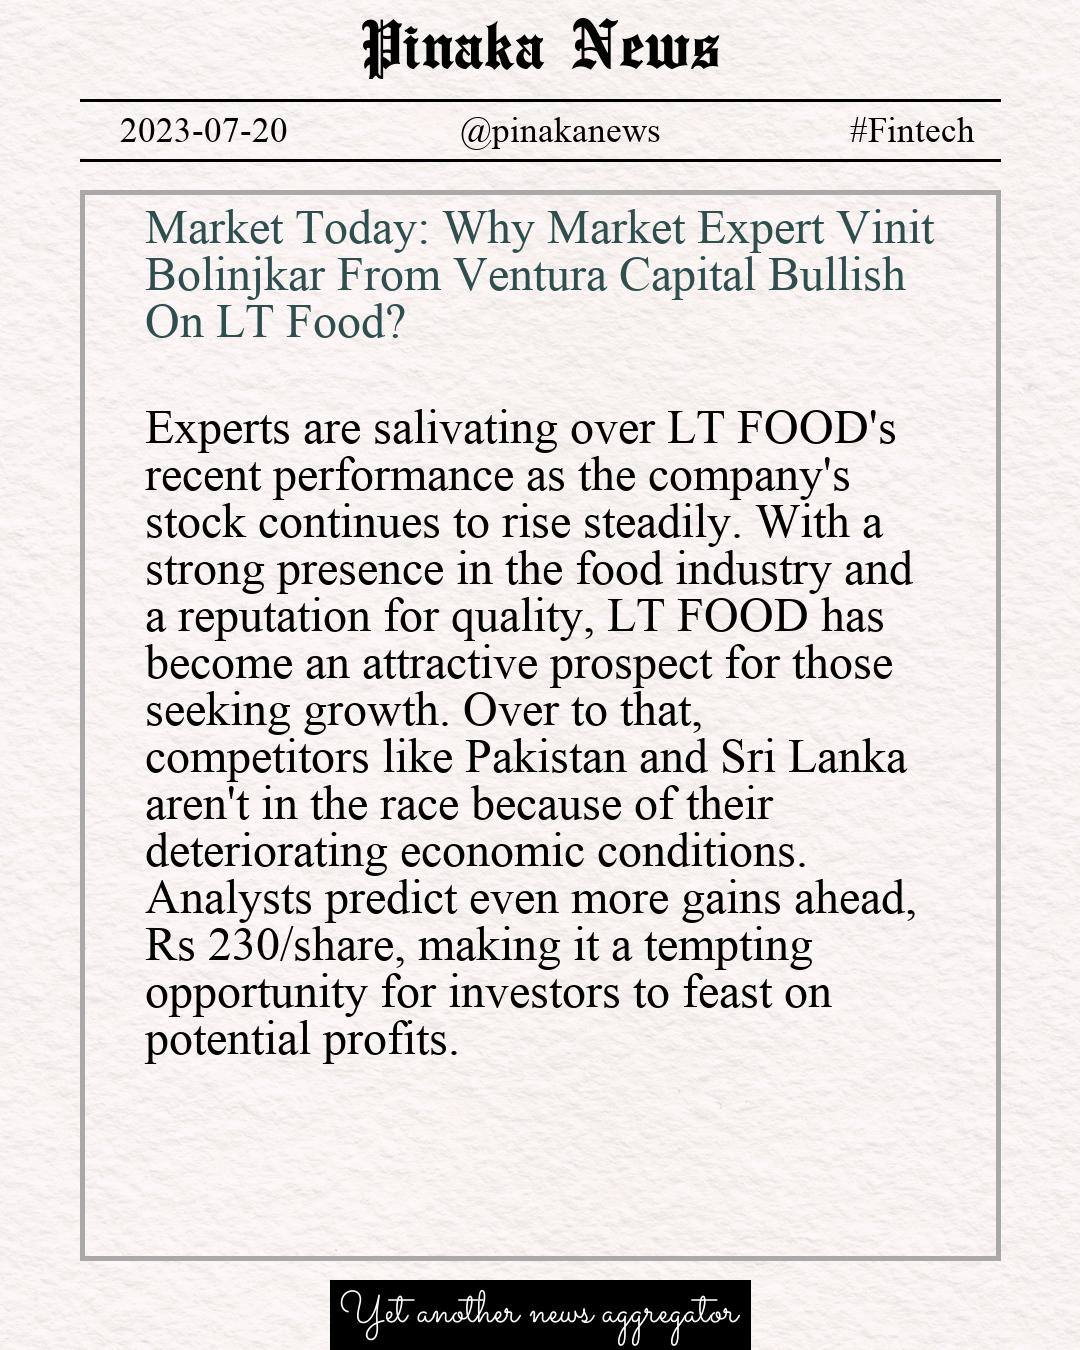 Pinaka News
2023-07-20 @pinakanews #Fintech
Market Today: Why Market Expert Vinit
Bolinjkar From Ventura Capital Bullish
On LT Food?
Experts are salivating over LT FOOD's
recent performance as the company's
stock continues to rise steadily. With a
strong presence in the food industry and
a reputation for quality, LT FOOD has
become an attractive prospect for those
seeking growth. Over to that,
competitors like Pakistan and Sri Lanka
aren't in the race because of their
deteriorating economic conditions.
Analysts predict even more gains ahead,
Rs 230/share, making it a tempting
opportunity for investors to feast on
potential profits.
Yet another news aggregator